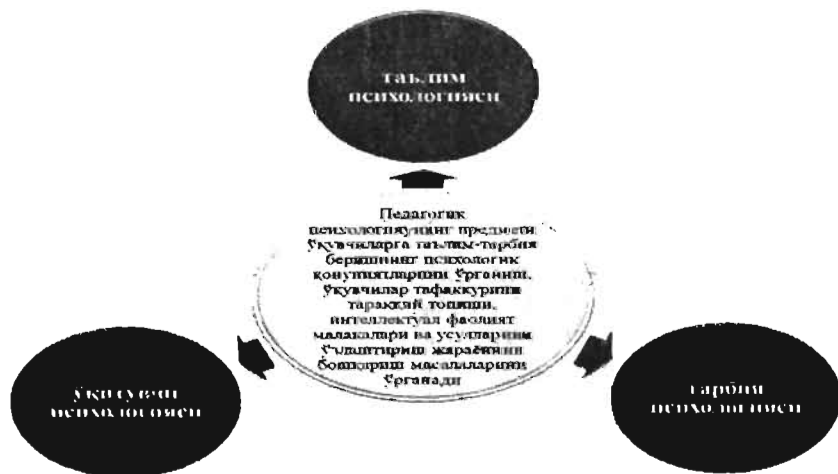 таълим
психологияси
Педагогик
психологиянинг предмети
ўқувчиларга таълим-тарбия
беришнинг психологик
қонуниятларини ўрганиш,
ўқувчилар тафаккурини
тараққий топиши,
интеллектуал фаолият
малакалари ва усулларини
ўзлаштириш жараёнини
бошқариш масалаларини
ўрганади
ўқитувчи
психологияси
тарбия
психологияси